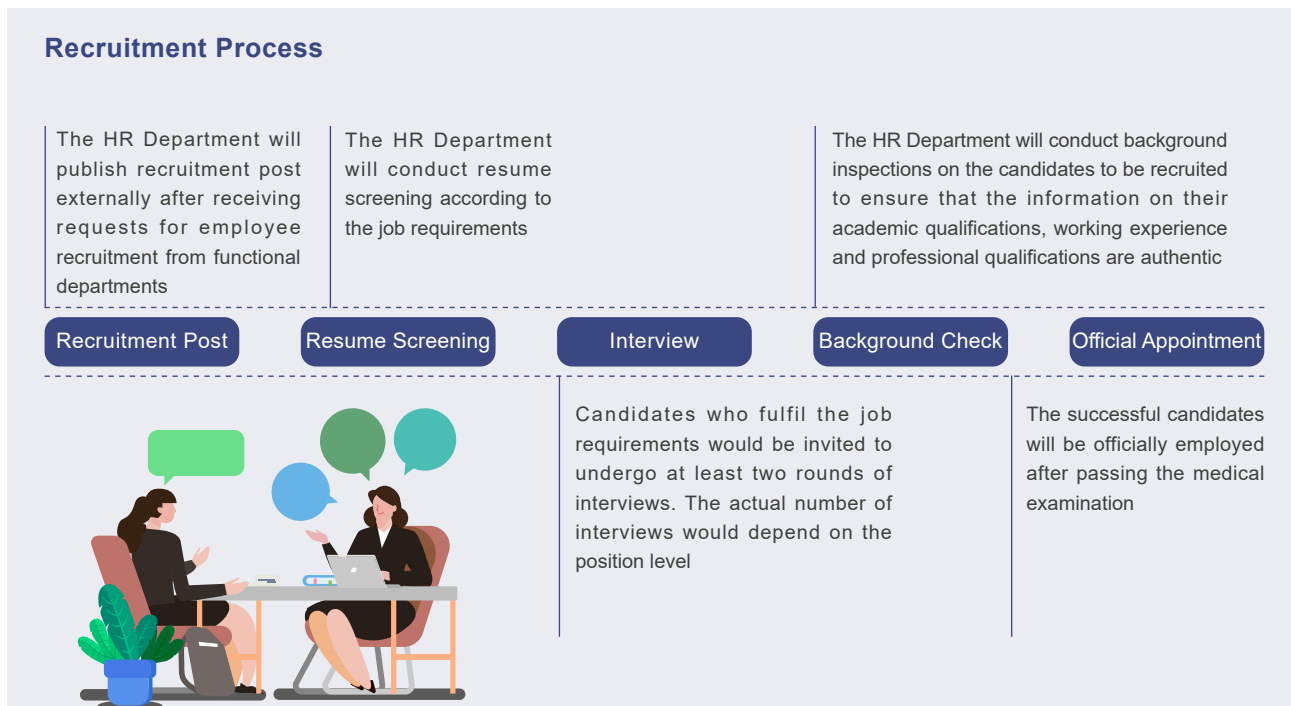 Recruitment Process
The HR Department will
publish recruitment post
externally after receiving
requests for employee
recruitment from functional
departments
The HR Department
will conduct resume
screening according to
the job requirements
The HR Department will conduct background
inspections on the candidates to be recruited
to ensure that the information on their
academic qualifications, working experience
and professional qualifications are authentic
Recruitment Post
Resume Screening
Interview
Background Check
Official Appointment
Candidates who fulfil the job
requirements would be invited to
undergo at least two rounds of
interviews. The actual number of
interviews would depend on the
position level
The successful candidates
will be officially employed
after passing the medical
examination